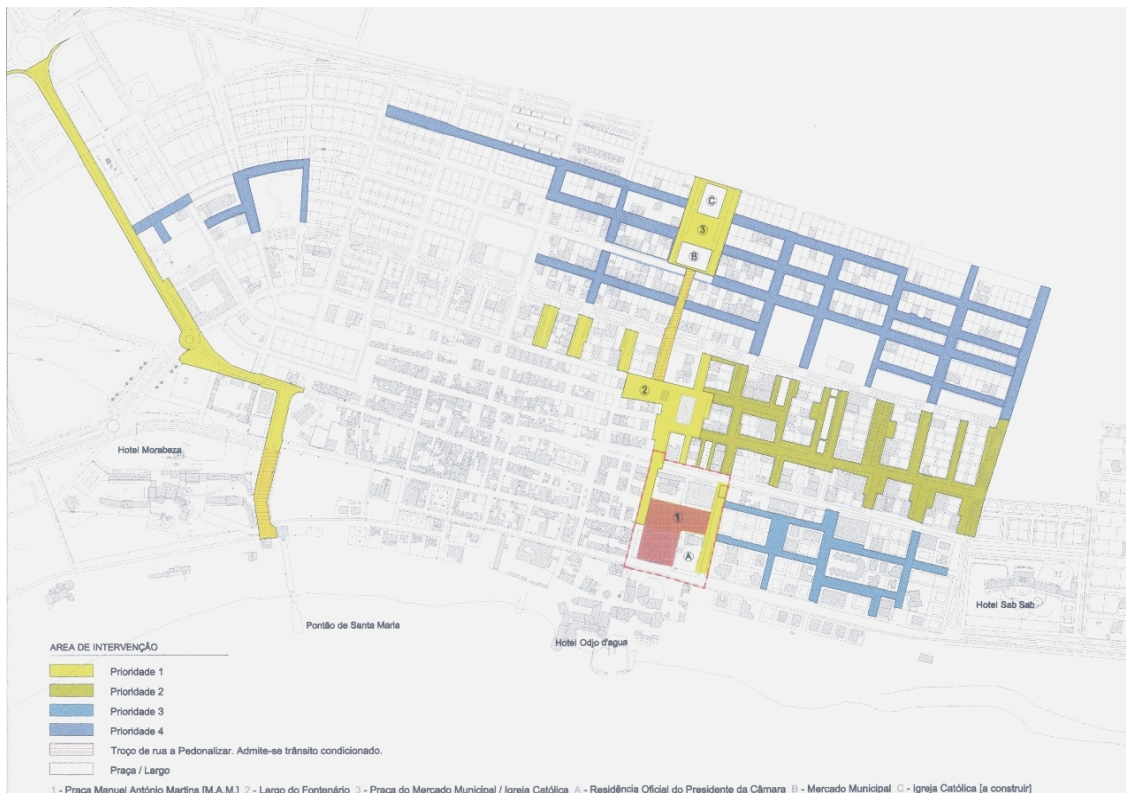 C
3
B
2
1
A
Hotel Morabeza
Hotel Sab Sab
Pontão de Santa Maria
Hotel Odjo d'agua
AREA DE INTERVENÇÃO
Prioridade 1
Prioridade 2
Prioridade 3
Prioridade 4
Troço de rua a Pedonalizar. Admite-se trânsito condicionado.
Praça / Largo
1 - Praça Manuel António Martins [M.A.M.] 2 - Largo do Fontenário 3 - Praça do Mercado Municipal / Igreja Católica A - Residência Oficial do Presidente da Câmara B - Mercado Municipal C - Igreja Católica [a construir]